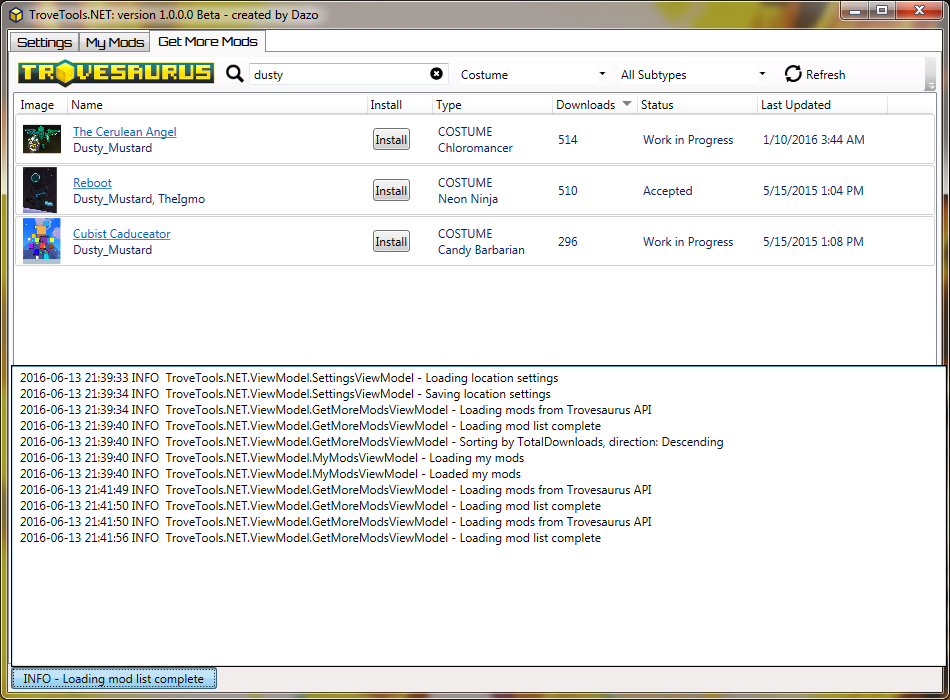 TroveTools.NET: version 1.0.0.0 Beta - created by Dazo
Settings My Mods Get More Mods
TROVESAURUS dusty Costume All Subtypes Refresh
Image Name Install Type Downloads Status Last Updated
The Cerulean Angel Install COSTUME 514 Work in Progress 1/10/2016 3:44 AM
Dusty_Mustard Chloromancer
Reboot Install COSTUME 510 Accepted 5/15/2015 1:04 PM
Dusty_Mustard, TheIgmo Neon Ninja
Cubist Caduceator Install COSTUME 296 Work in Progress 5/15/2015 1:08 PM
Dusty_Mustard Candy Barbarian
2016-06-13 21:39:33 INFO TroveTools.NET.ViewModel.SettingsViewModel - Loading location settings
2016-06-13 21:39:34 INFO TroveTools.NET.ViewModel.SettingsViewModel - Saving location settings
2016-06-13 21:39:34 INFO TroveTools.NET.ViewModel.GetMoreModsViewModel - Loading mods from Trovesaurus API
2016-06-13 21:39:40 INFO TroveTools.NET.ViewModel.GetMoreModsViewModel - Loading mod list complete
2016-06-13 21:39:40 INFO TroveTools.NET.ViewModel.GetMoreModsViewModel - Sorting by TotalDownloads, direction: Descending
2016-06-13 21:39:40 INFO TroveTools.NET.ViewModel.MyModsViewModel - Loading my mods
2016-06-13 21:39:40 INFO TroveTools.NET.ViewModel.MyModsViewModel - Loaded my mods
2016-06-13 21:41:49 INFO TroveTools.NET.ViewModel.GetMoreModsViewModel - Loading mods from Trovesaurus API
2016-06-13 21:41:50 INFO TroveTools.NET.ViewModel.GetMoreModsViewModel - Loading mod list complete
2016-06-13 21:41:50 INFO TroveTools.NET.ViewModel.GetMoreModsViewModel - Loading mods from Trovesaurus API
2016-06-13 21:41:56 INFO TroveTools.NET.ViewModel.GetMoreModsViewModel - Loading mod list complete
INFO - Loading mod list complete